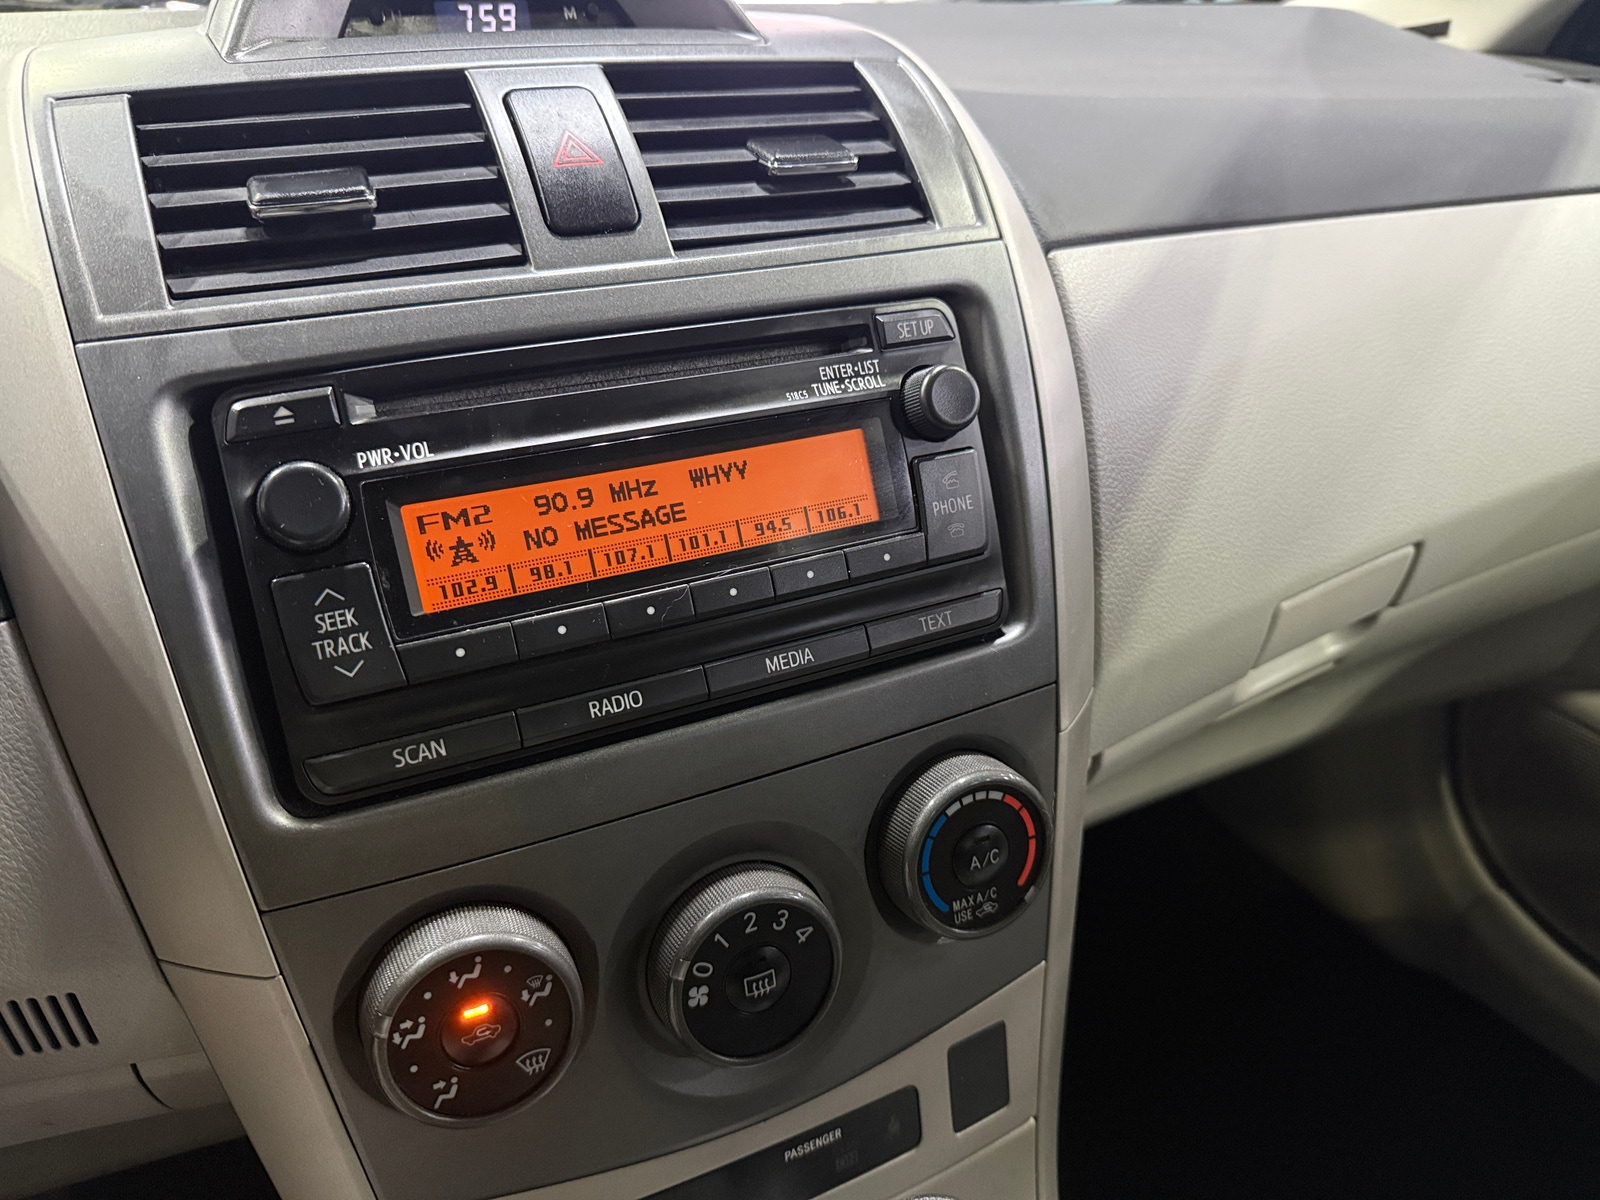 759
SET UP
ENTER•LIST
518C5 TUNE•SCROLL
PWR•VOL
FM2 90.9 MHz WHYY
NO MESSAGE
102.9 98.1 107.1 101.1 94.5 106.1
PHONE
SEEK
TRACK
SCAN
RADIO
MEDIA
TEXT
A/C
MAX A/C
USE
0 1 2 3 4
PASSENGER